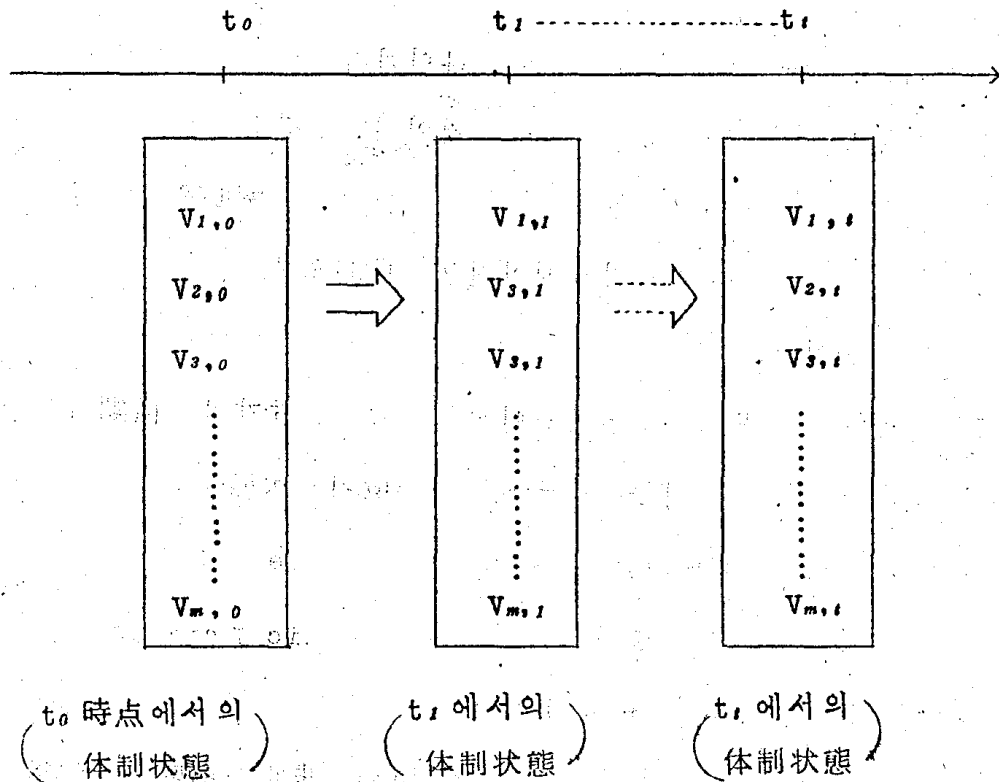 t0 t1 ---------------- tt
V1,0 V1,1 V1,t
V2,0 V3,1 V2,t
V3,0 V3,1 V3,t
Vm,0 Vm,1 Vm,t
(t0 時点에서의 (t1 에서의 (tt 에서의
体制状態) 体制状態) 体制状態)